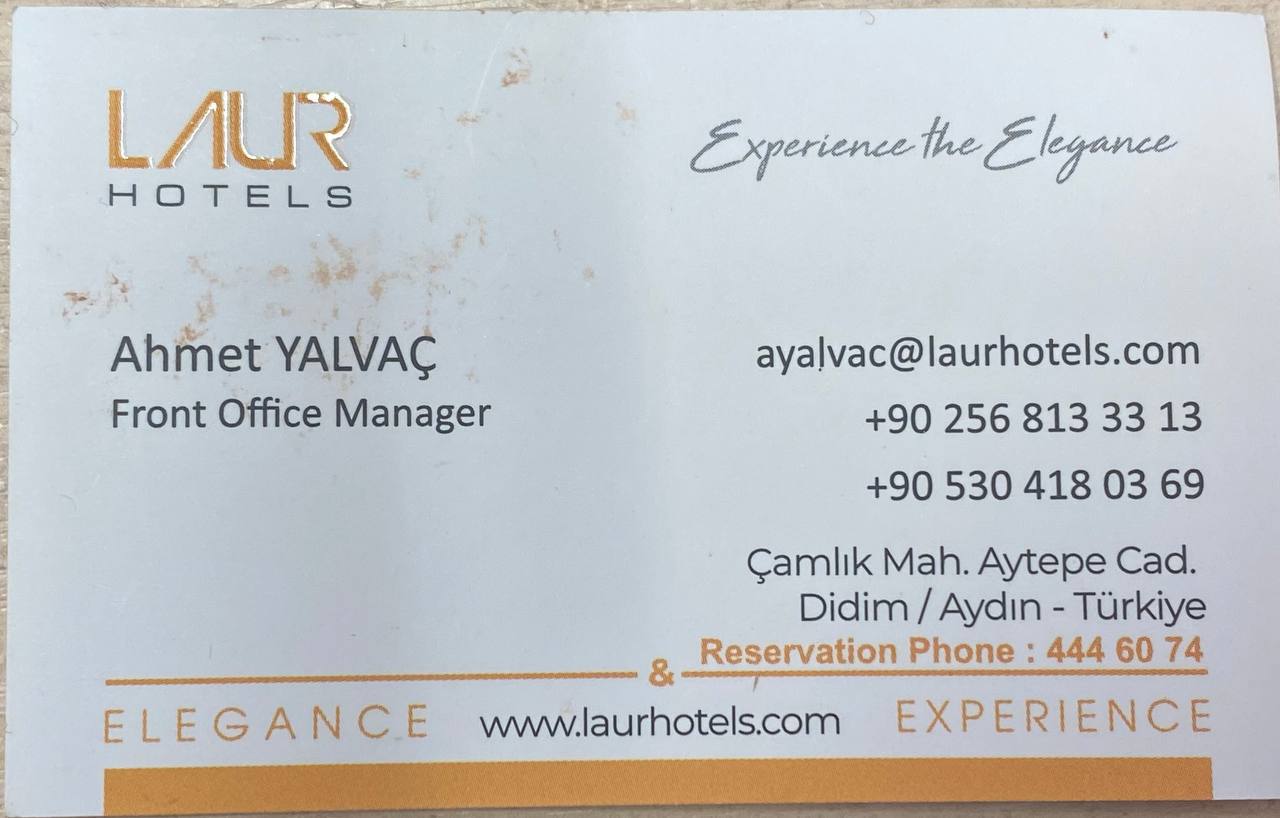 LAUR
HOTELS
Experience the Elegance
Ahmet YALVAÇ
Front Office Manager
ayalvac@laurhotels.com
+90 256 813 33 13
+90 530 418 03 69
Çamlık Mah. Aytepe Cad.
Didim / Aydın - Türkiye
Reservation Phone : 444 60 74
&
ELEGANCE www.laurhotels.com EXPERIENCE